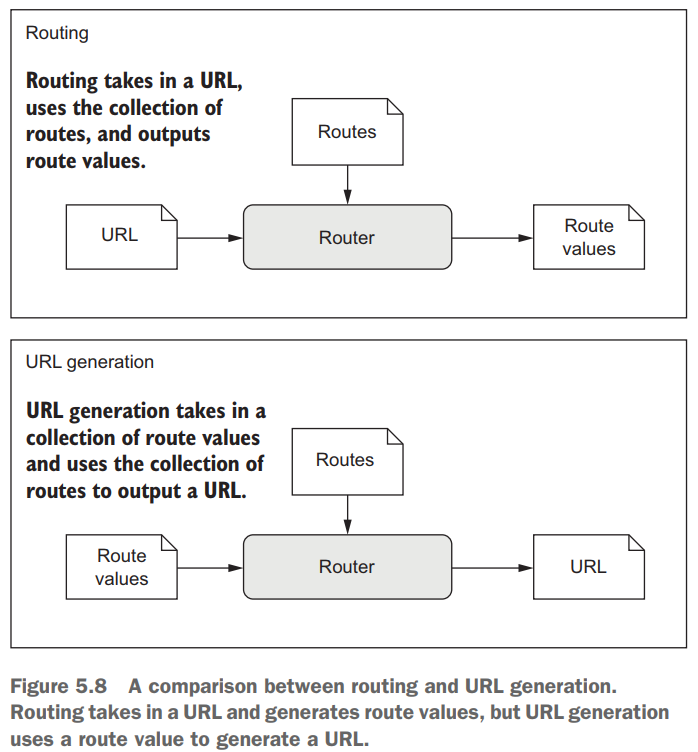 Routing
Routing takes in a URL,
uses the collection of
routes, and outputs
route values.
Routes
URL
Router
Route
values
URL generation
URL generation takes in a
collection of route values
and uses the collection of
routes to output a URL.
Routes
Route
values
Router
URL
Figure 5.8 A comparison between routing and URL generation.
Routing takes in a URL and generates route values, but URL generation
uses a route value to generate a URL.